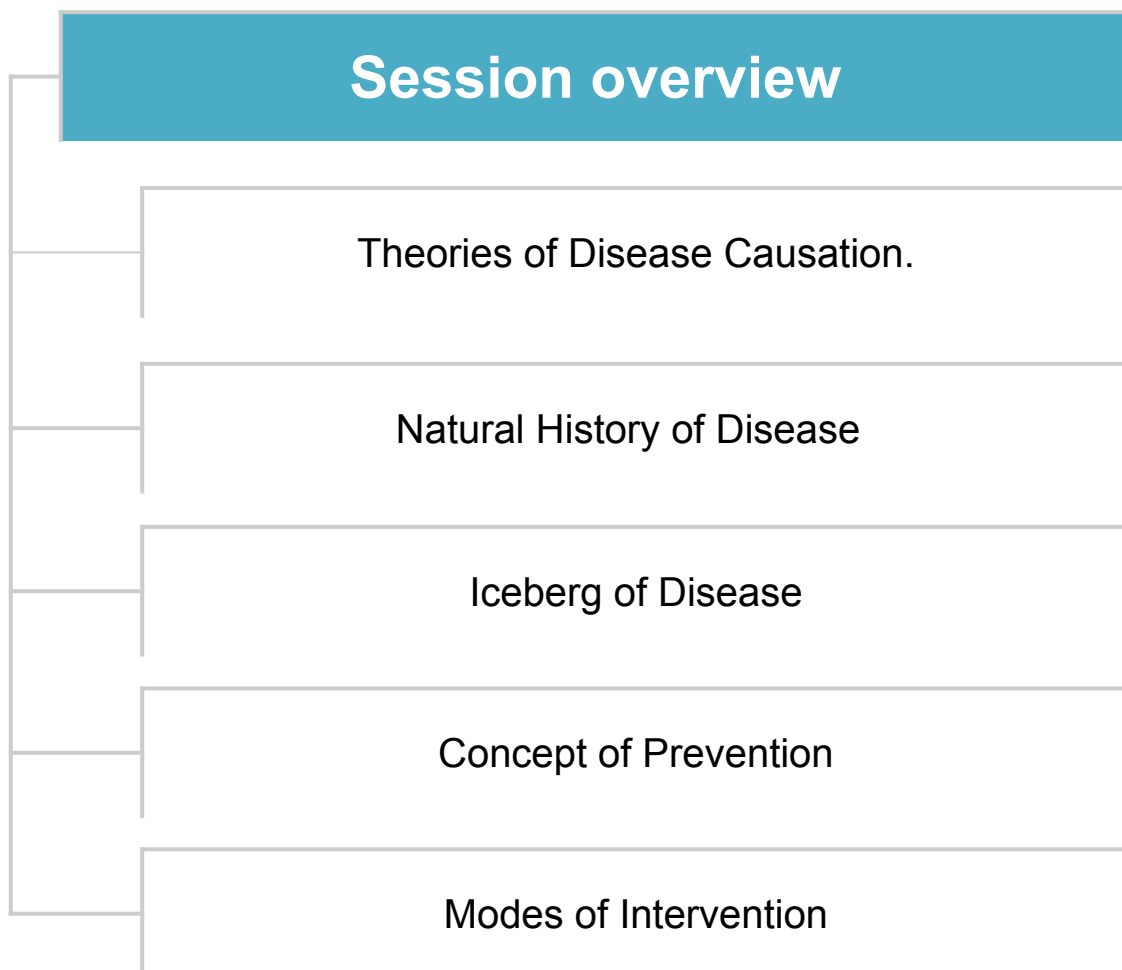 Session overview
Theories of Disease Causation.
Natural History of Disease
Iceberg of Disease
Concept of Prevention
Modes of Intervention